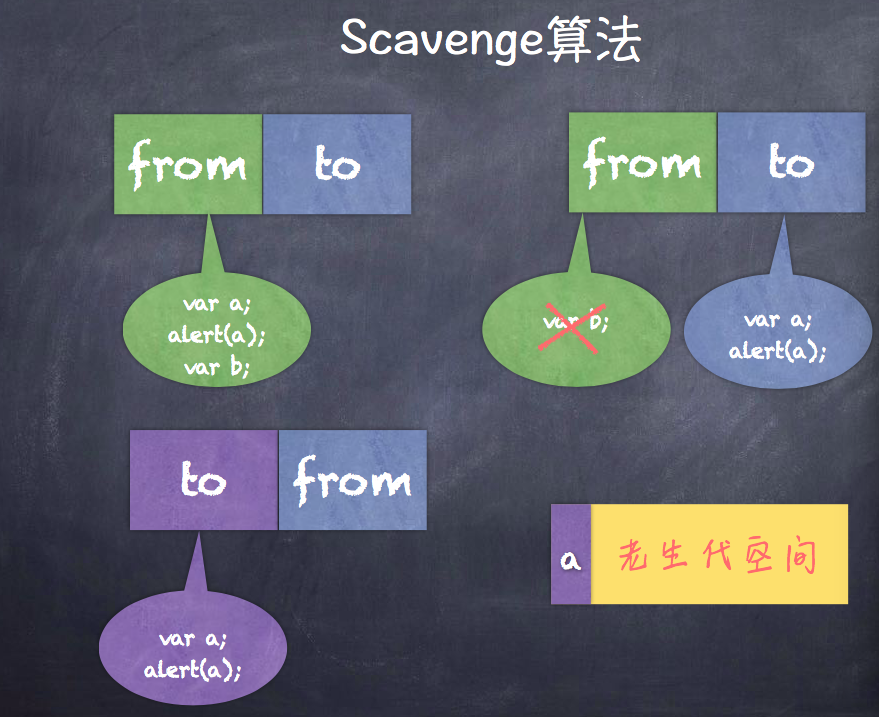 Scavenge算法
from to
var a;
alert(a);
var b;
from to
var b;
var a;
alert(a);
to from
var a;
alert(a);
a 老生代空间